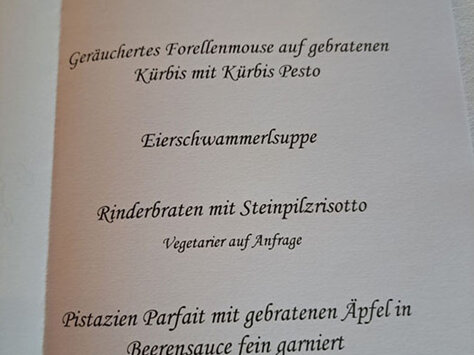 Geräuchertes Forellenmouse auf gebratenen
Kürbis mit Kürbis Pesto
Eierschwammerlsuppe
Rinderbraten mit Steinpilzrisotto
Vegetarier auf Anfrage
Pistazien Parfait mit gebratenen Äpfel in
Beerensauce fein garniert